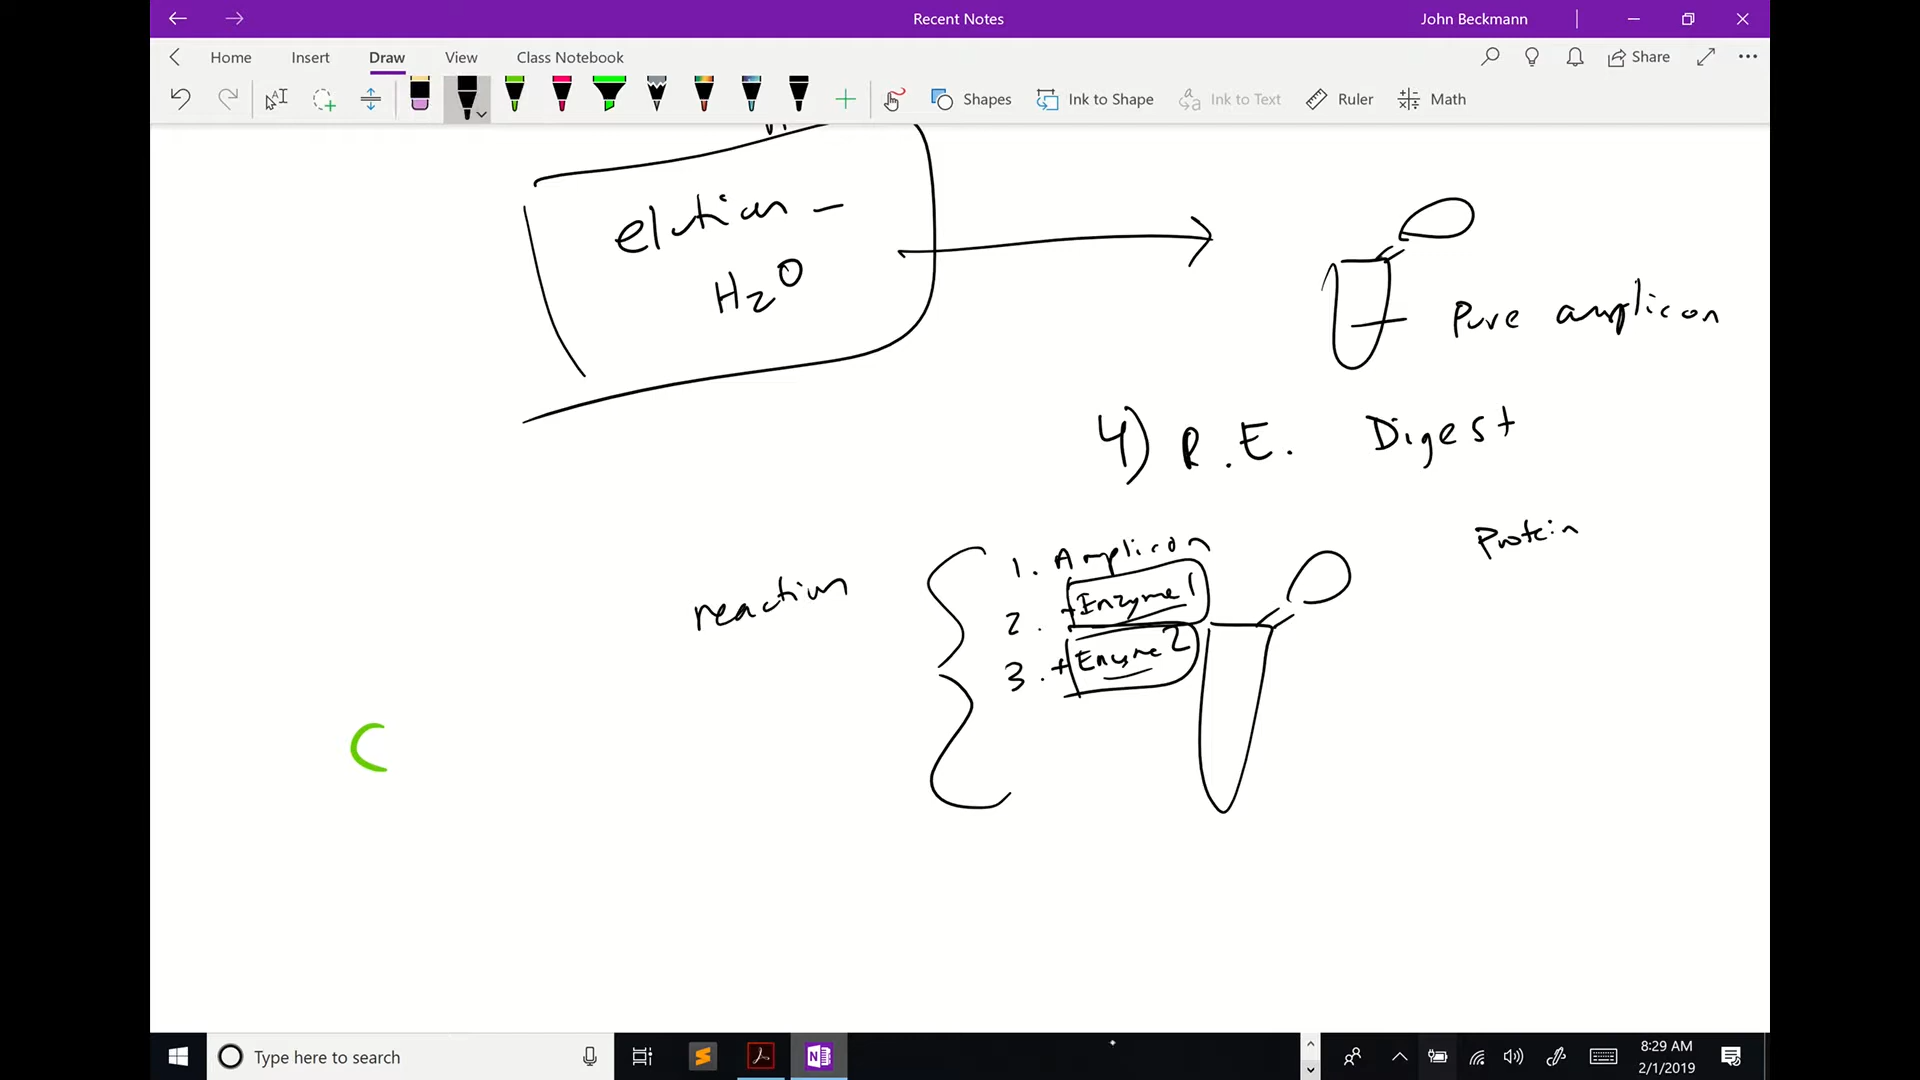 Recent Notes
John Beckmann
Home Insert Draw View Class Notebook
Share
Shapes Ink to Shape Ink to Text Ruler Math
elution -
H2O
Pure amplicon
4) R.E. Digest
Protein
1. Amplicon
reaction
2. + Enzyme 1
3. + Enzyme 2
C
Type here to search
8:29 AM
2/1/2019